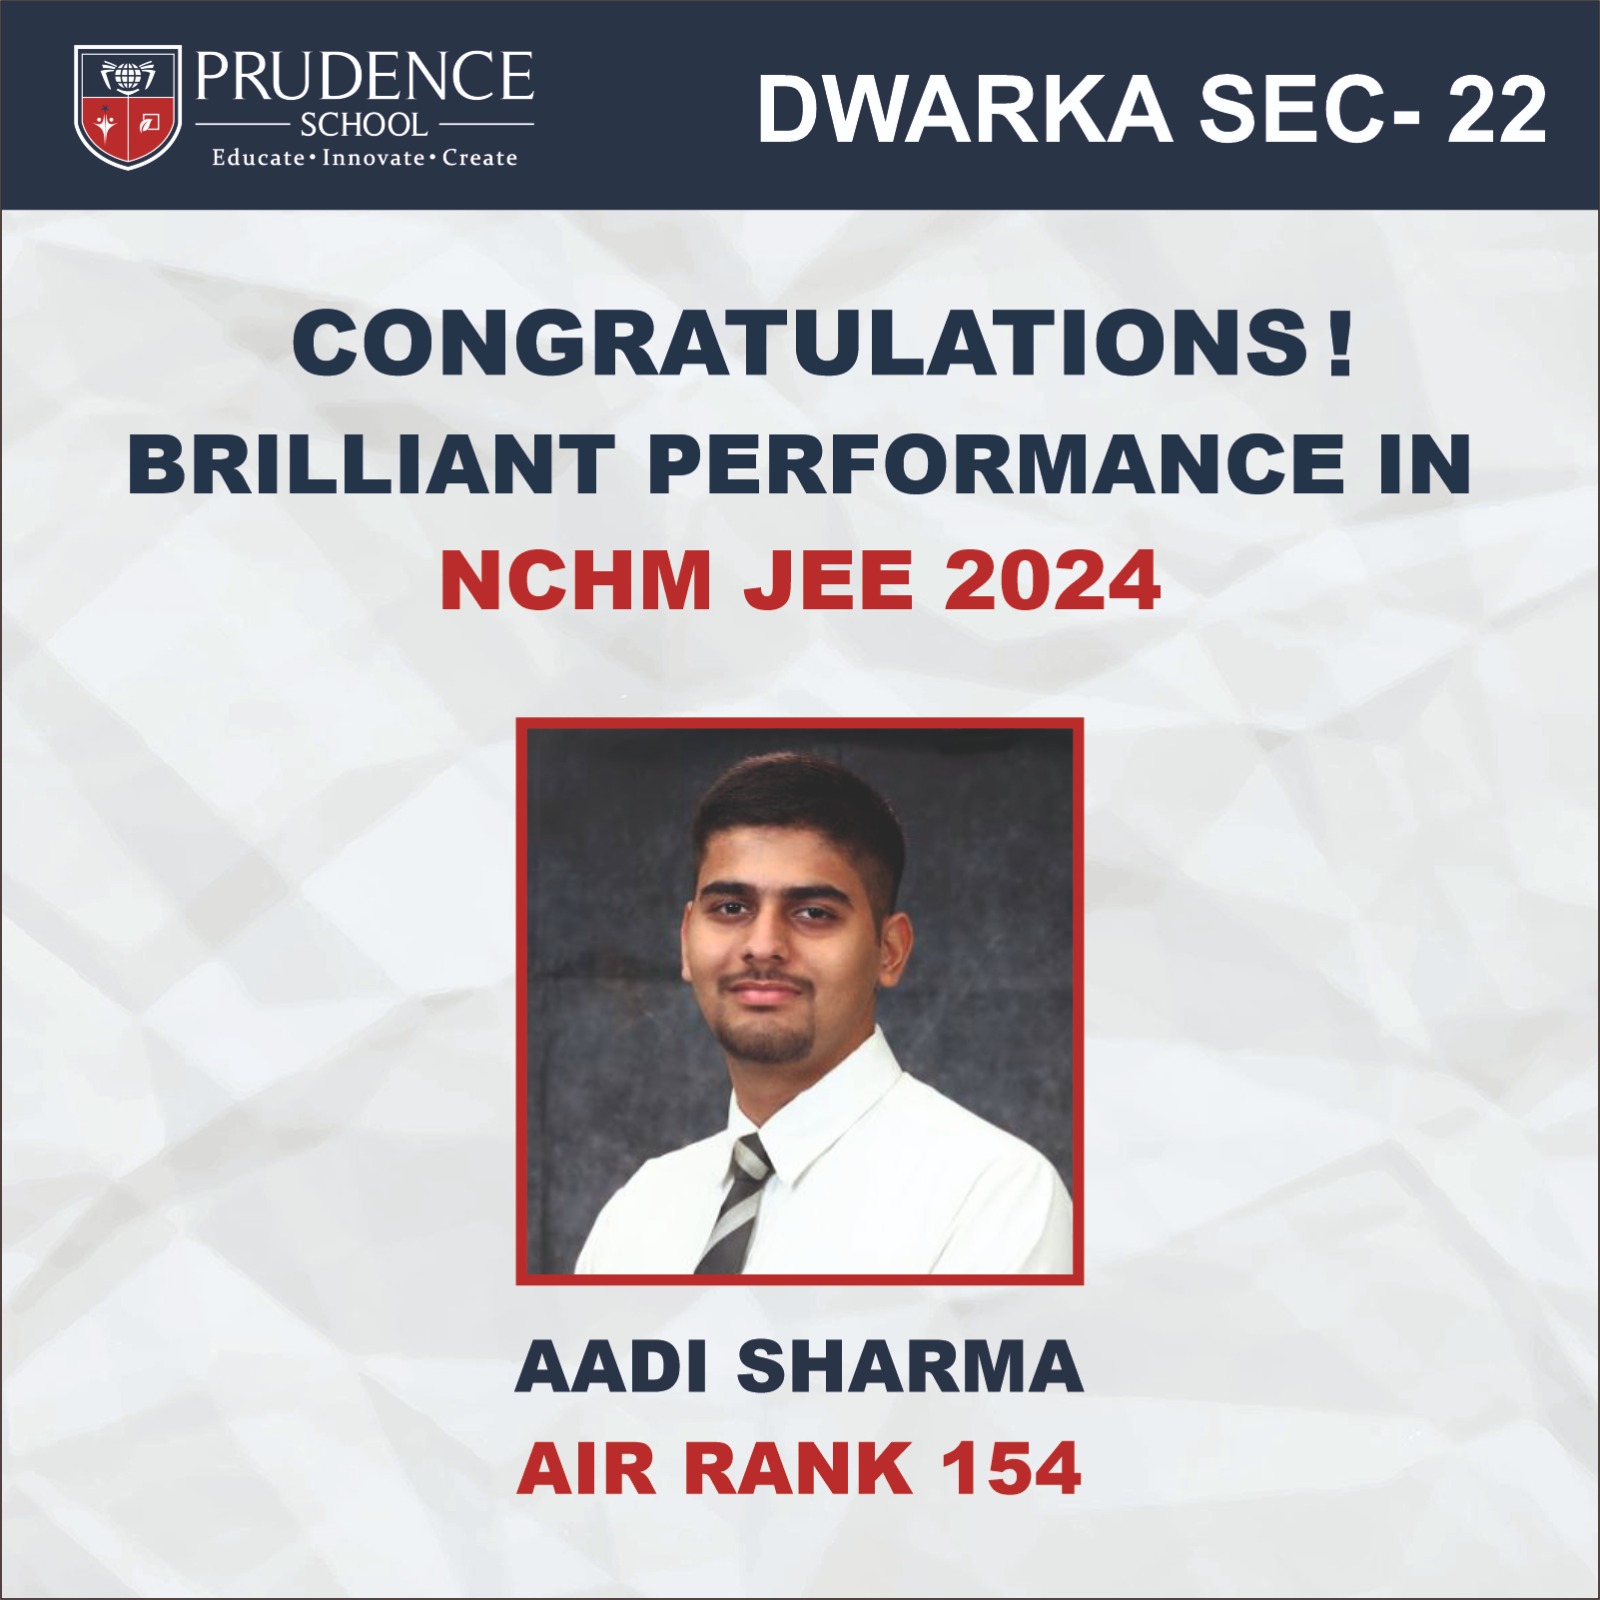 PRUDENCE
SCHOOL
Educate • Innovate • Create
DWARKA SEC- 22
CONGRATULATIONS !
BRILLIANT PERFORMANCE IN
NCHM JEE 2024
AADI SHARMA
AIR RANK 154